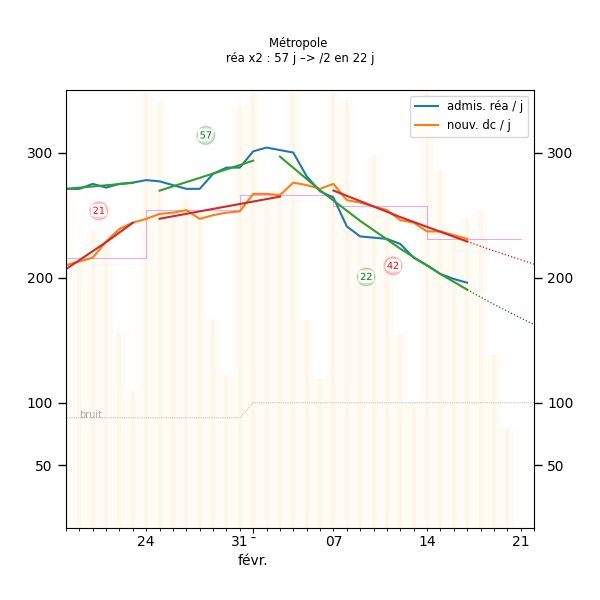 Métropole
réa x2 : 57 j –> /2 en 22 j
admis. réa / j
nouv. dc / j
300
300
57
21
200
200
22
42
100
100
bruit
50
50
24
31
07
14
21
févr.